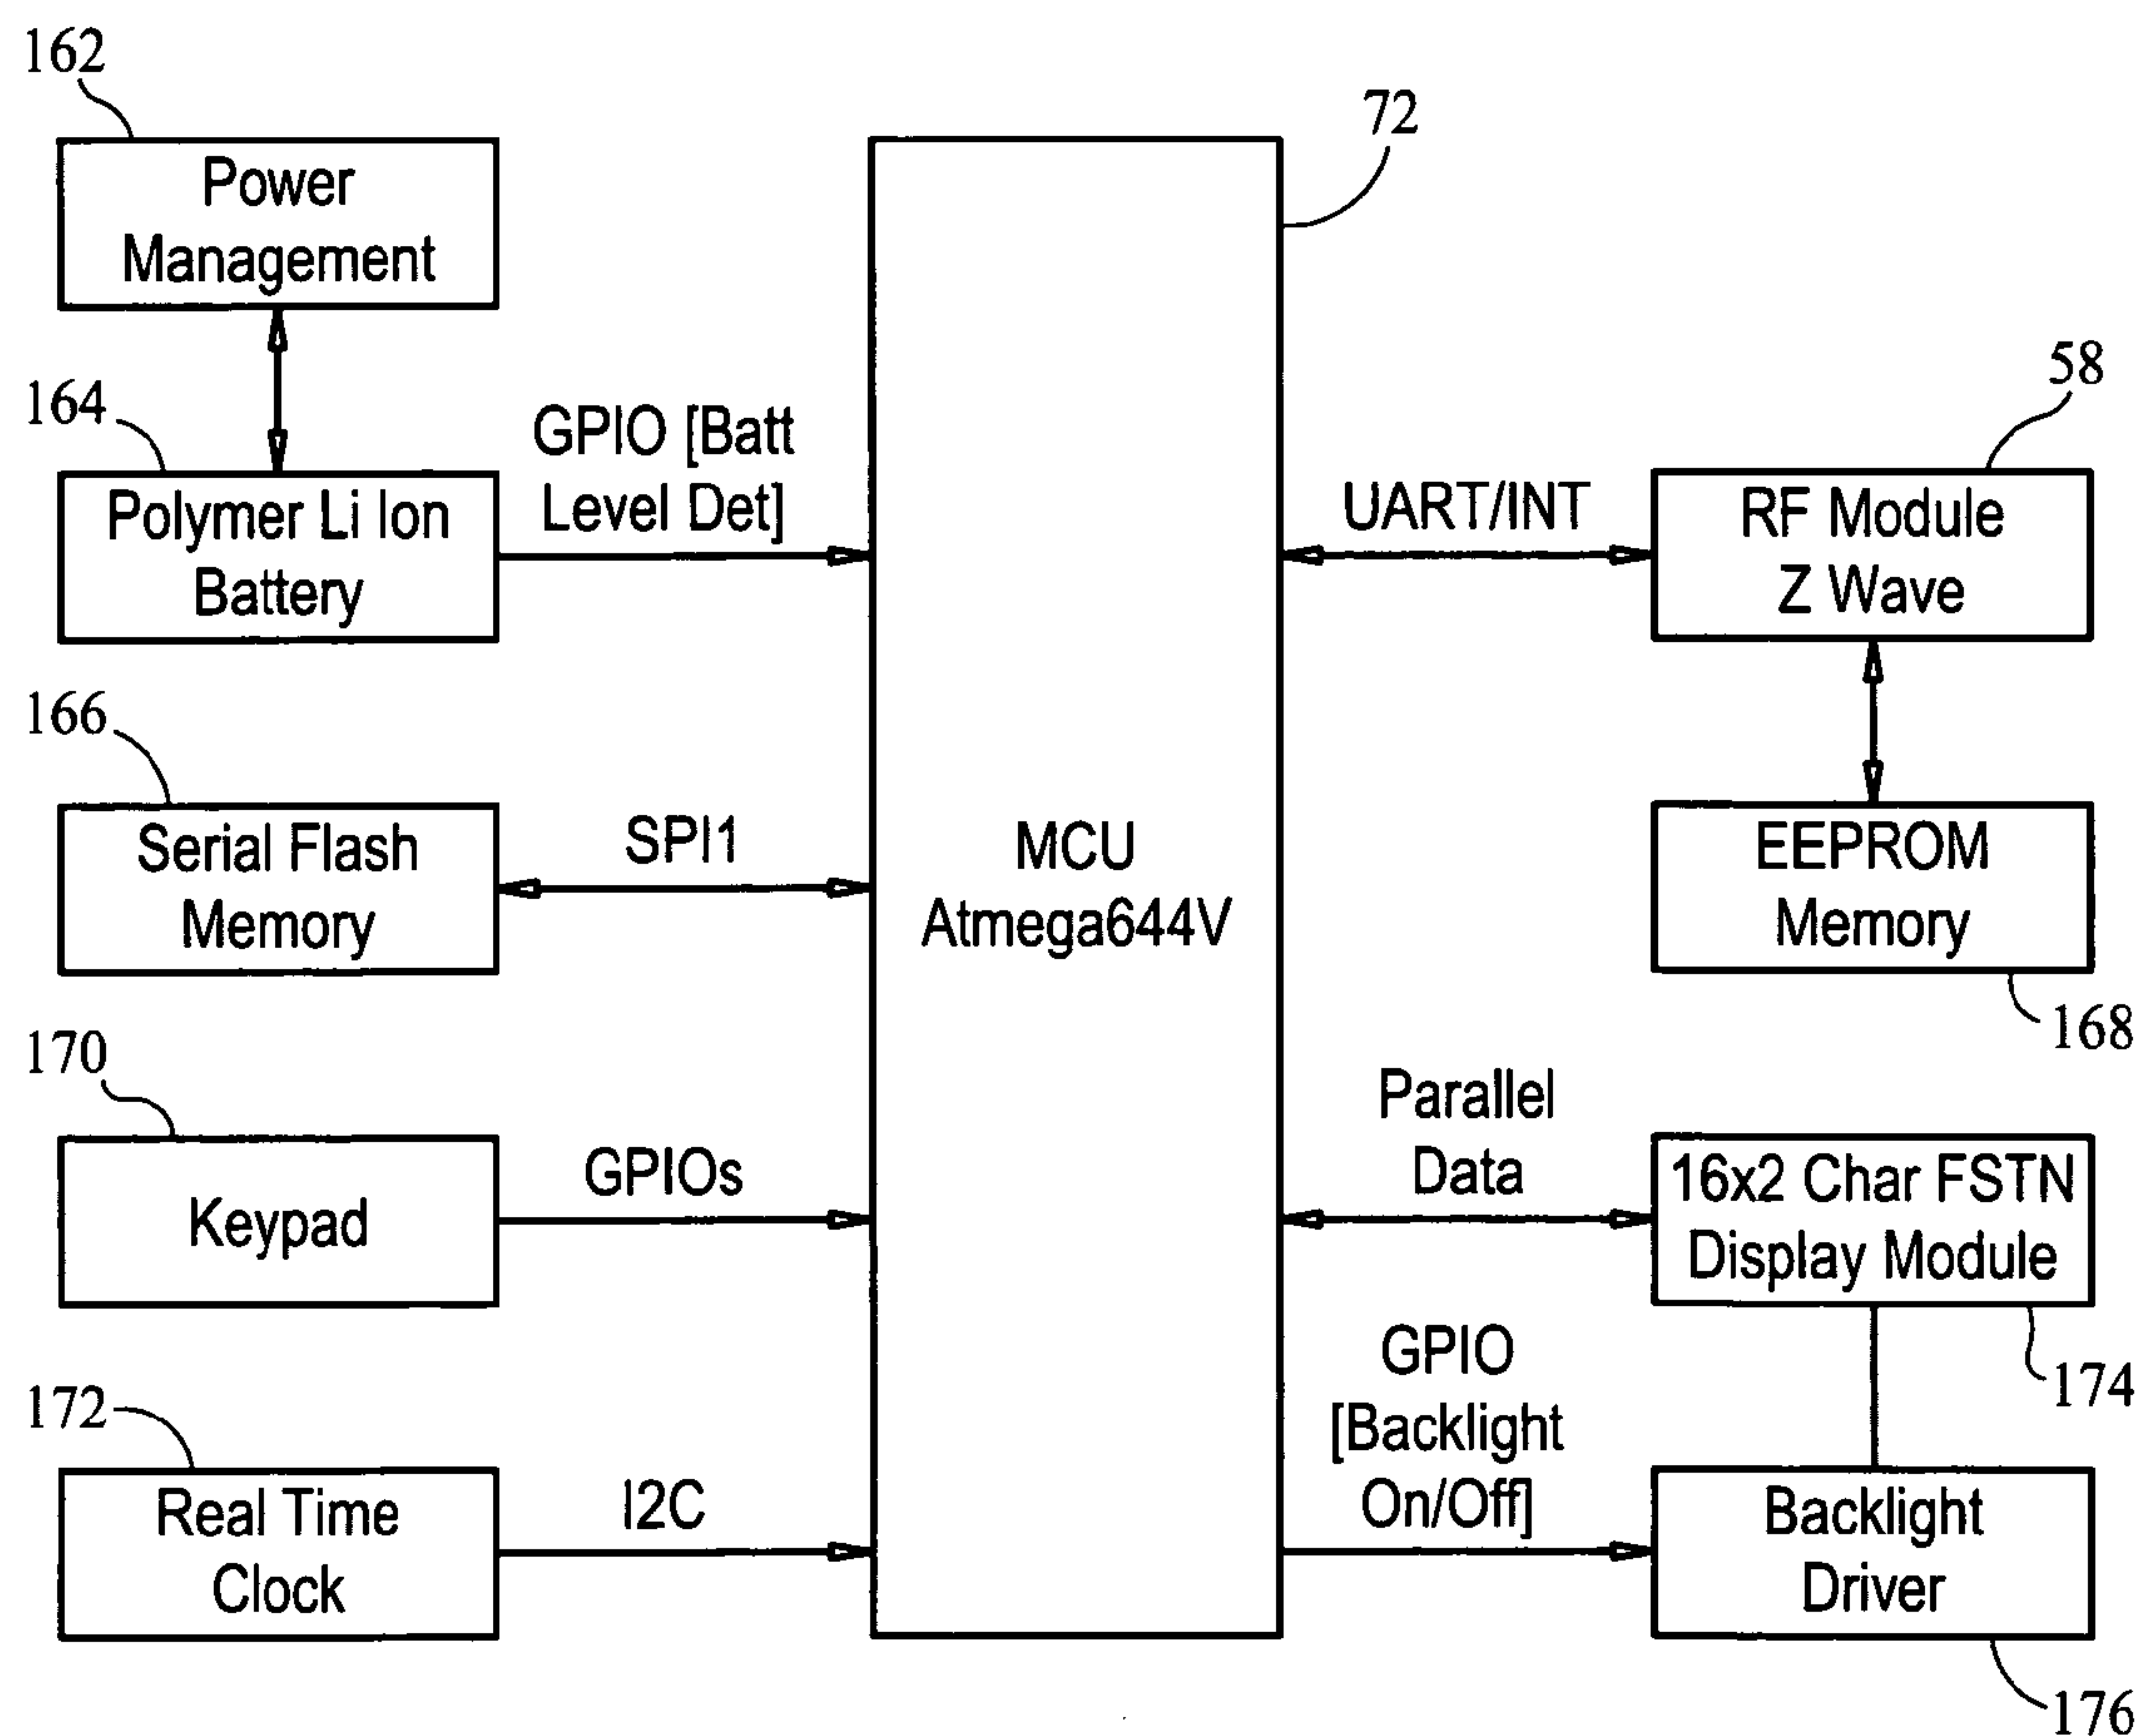 162
Power
Management
164
Polymer Li Ion
Battery
GPIO [Batt
Level Det]
166
Serial Flash
Memory
SPI1
170
Keypad
GPIOs
172
Real Time
Clock
I2C
72
MCU
Atmega644V
58
UART/INT
RF Module
Z Wave
EEPROM
Memory
168
Parallel
Data
16x2 Char FSTN
Display Module
174
GPIO
[Backlight
On/Off]
Backlight
Driver
176